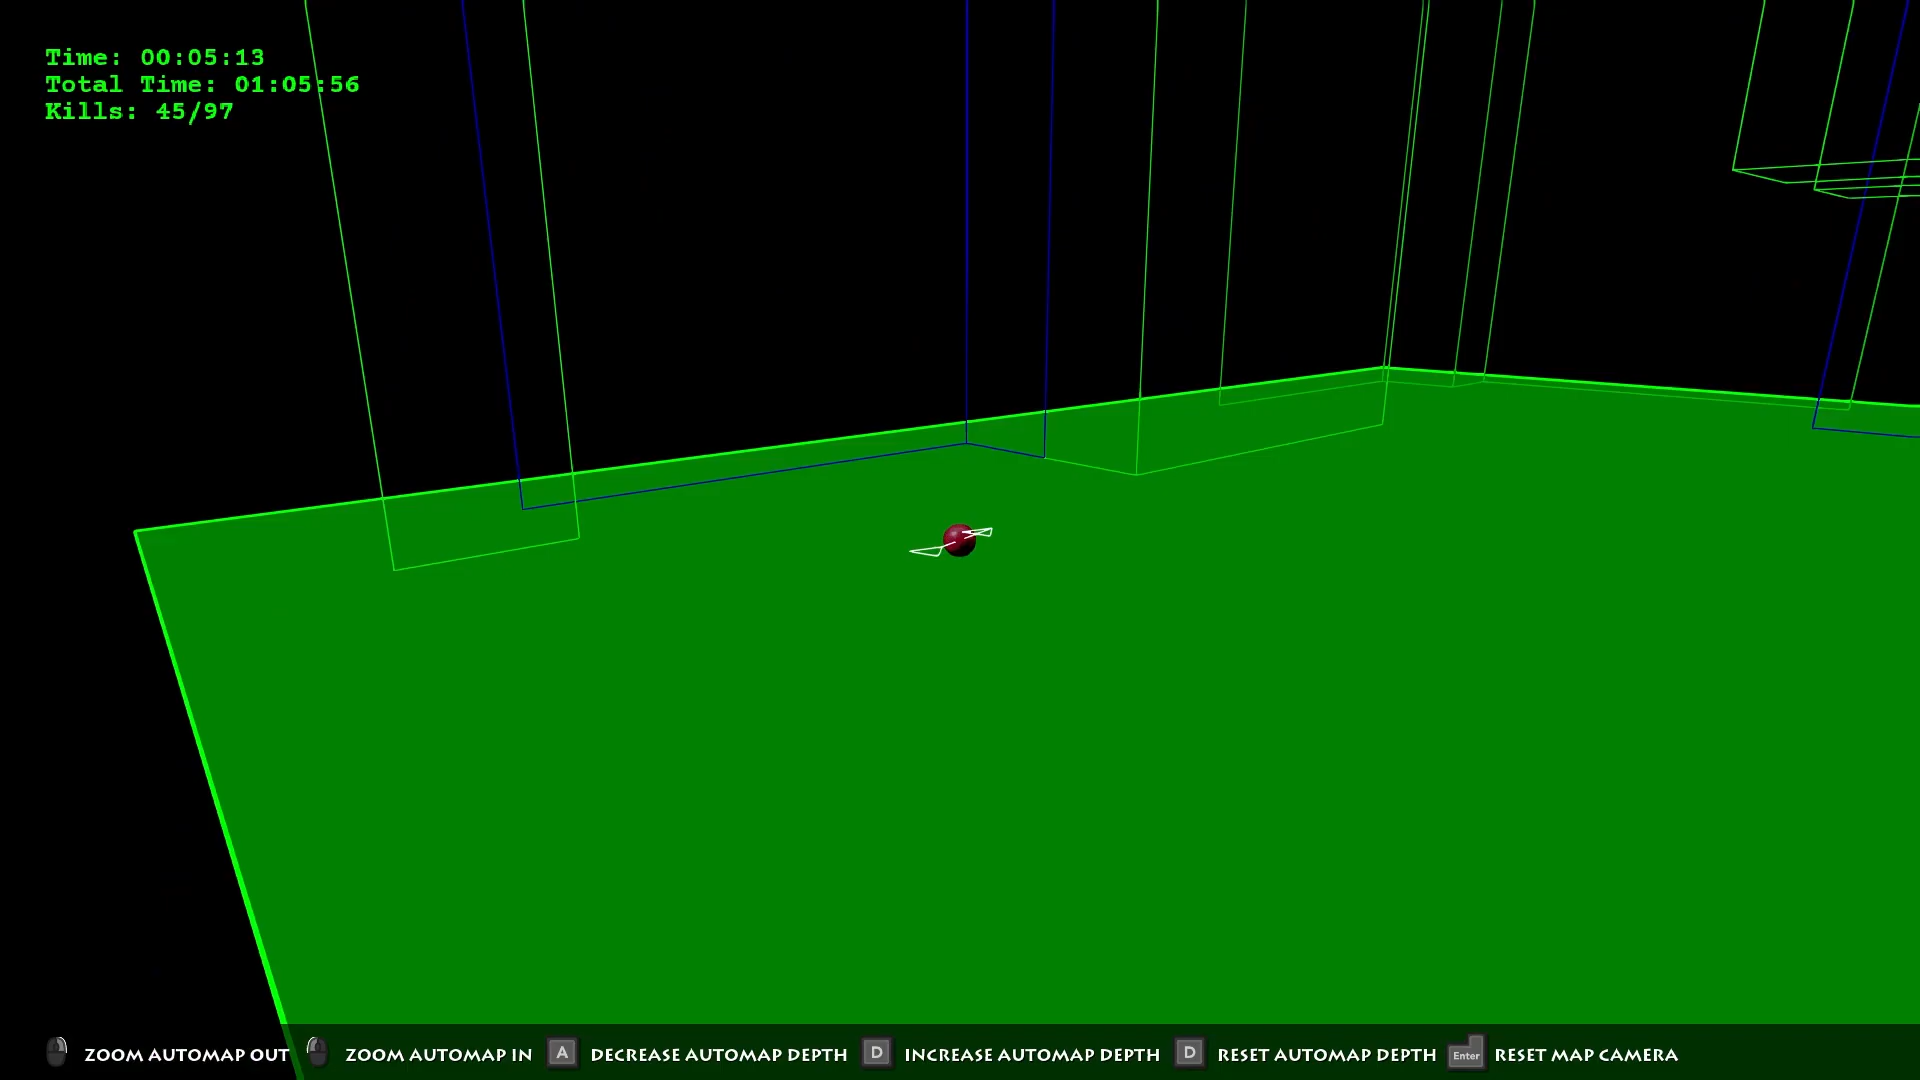 Time: 00:05:13
Total Time: 01:05:56
Kills: 45/97
ZOOM AUTOMAP OUT ZOOM AUTOMAP IN A DECREASE AUTOMAP DEPTH D INCREASE AUTOMAP DEPTH D RESET AUTOMAP DEPTH Enter RESET MAP CAMERA